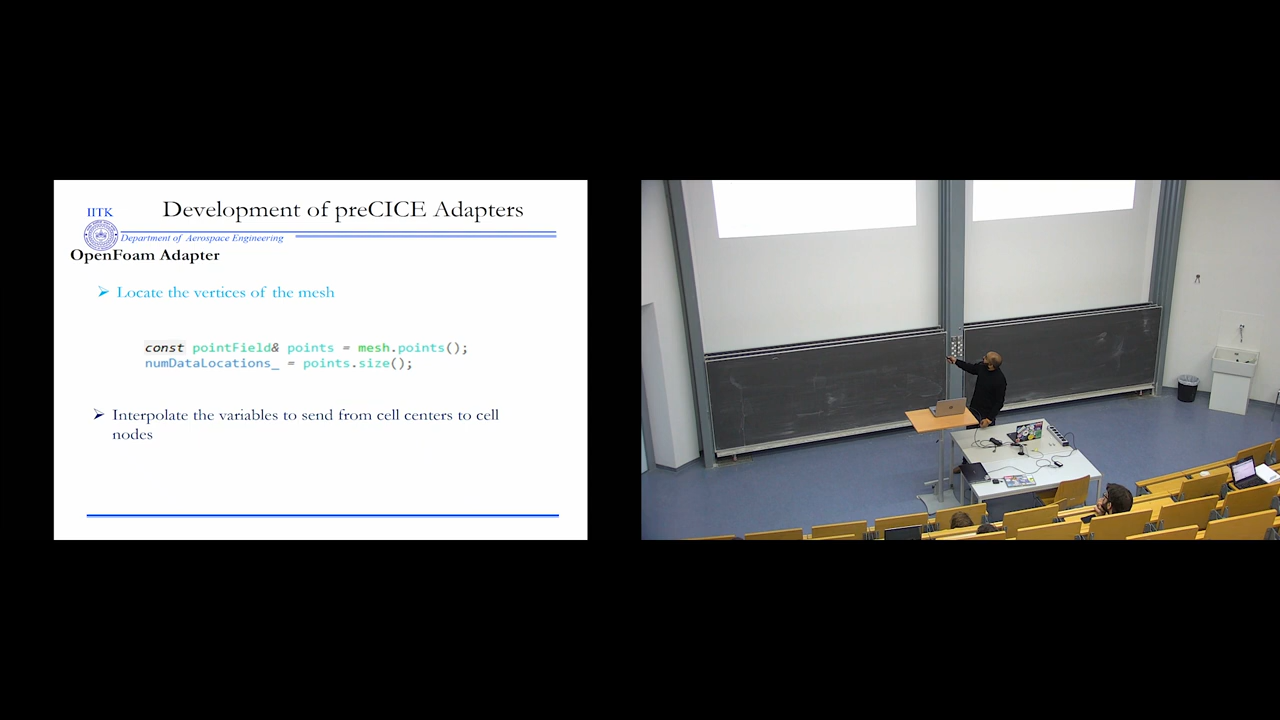 IITK
Development of preCICE Adapters
Department of Aerospace Engineering
OpenFoam Adapter
➢ Locate the vertices of the mesh
const pointField& points = mesh.points();
numDataLocations_ = points.size();
➢ Interpolate the variables to send from cell centers to cell
nodes